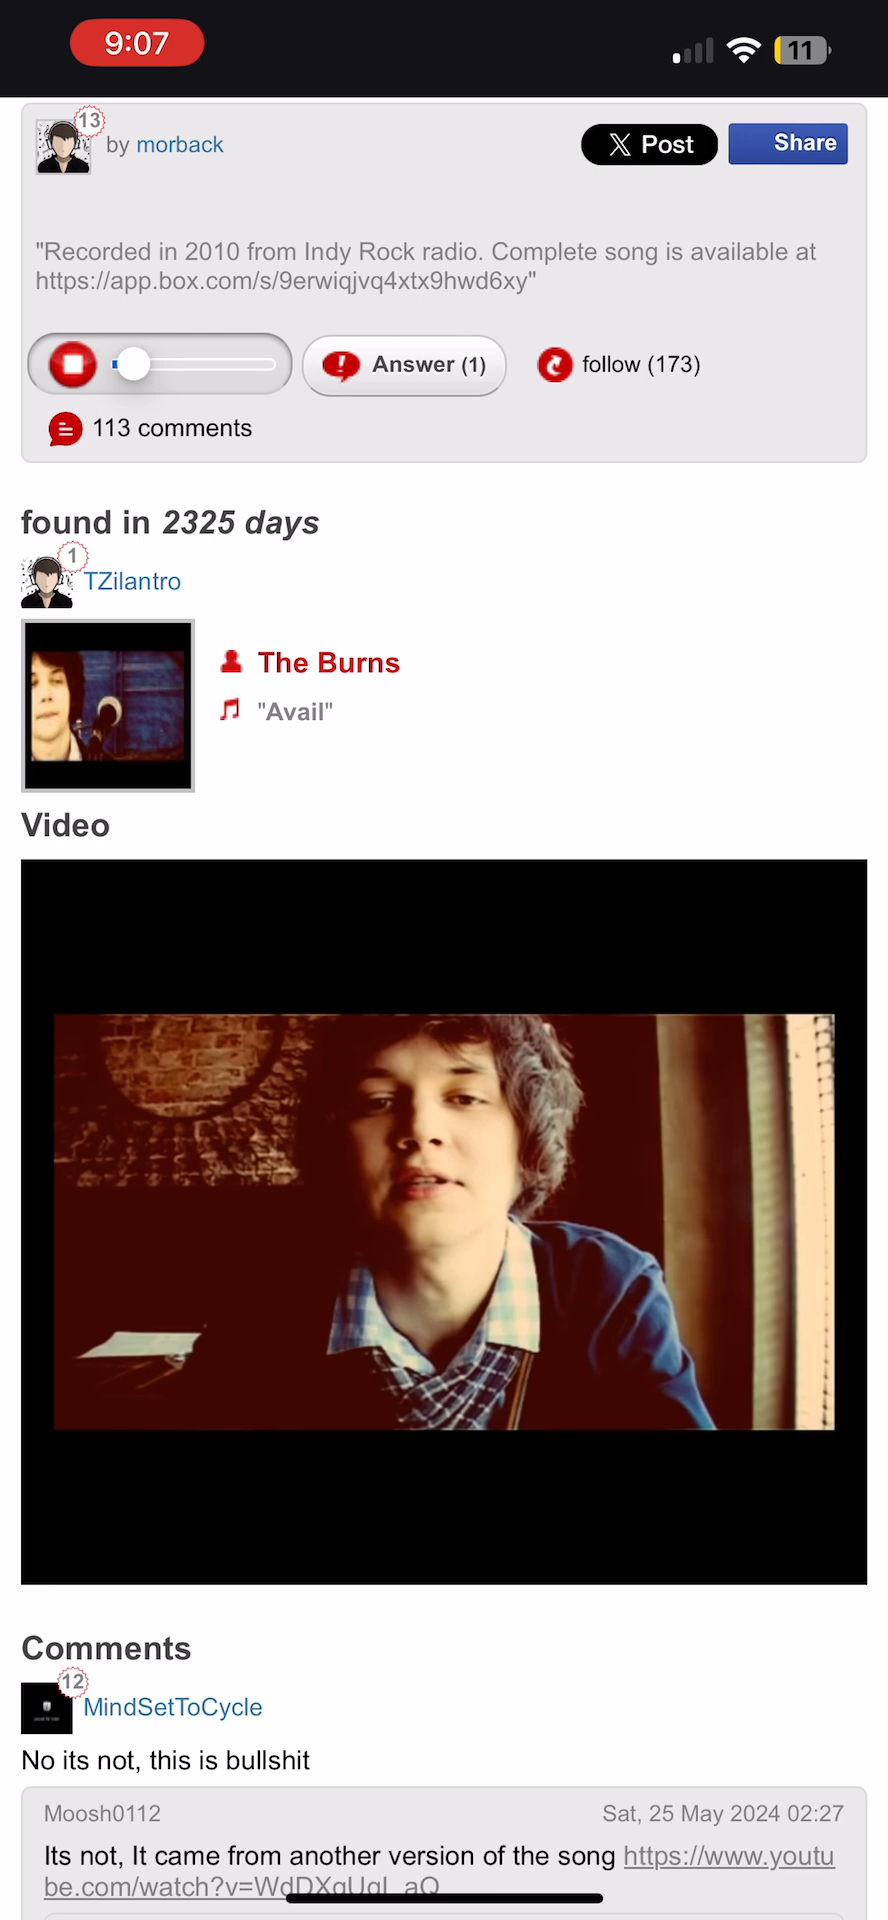 9:07
11
13
by morback
X Post
Share
"Recorded in 2010 from Indy Rock radio. Complete song is available at
https://app.box.com/s/9erwiqjvq4xtx9hwd6xy"
Answer (1)
follow (173)
113 comments
found in 2325 days
1
TZilantro
The Burns
"Avail"
Video
Comments
12
MindSetToCycle
No its not, this is bullshit
Moosh0112
Sat, 25 May 2024 02:27
Its not, It came from another version of the song https://www.youtu